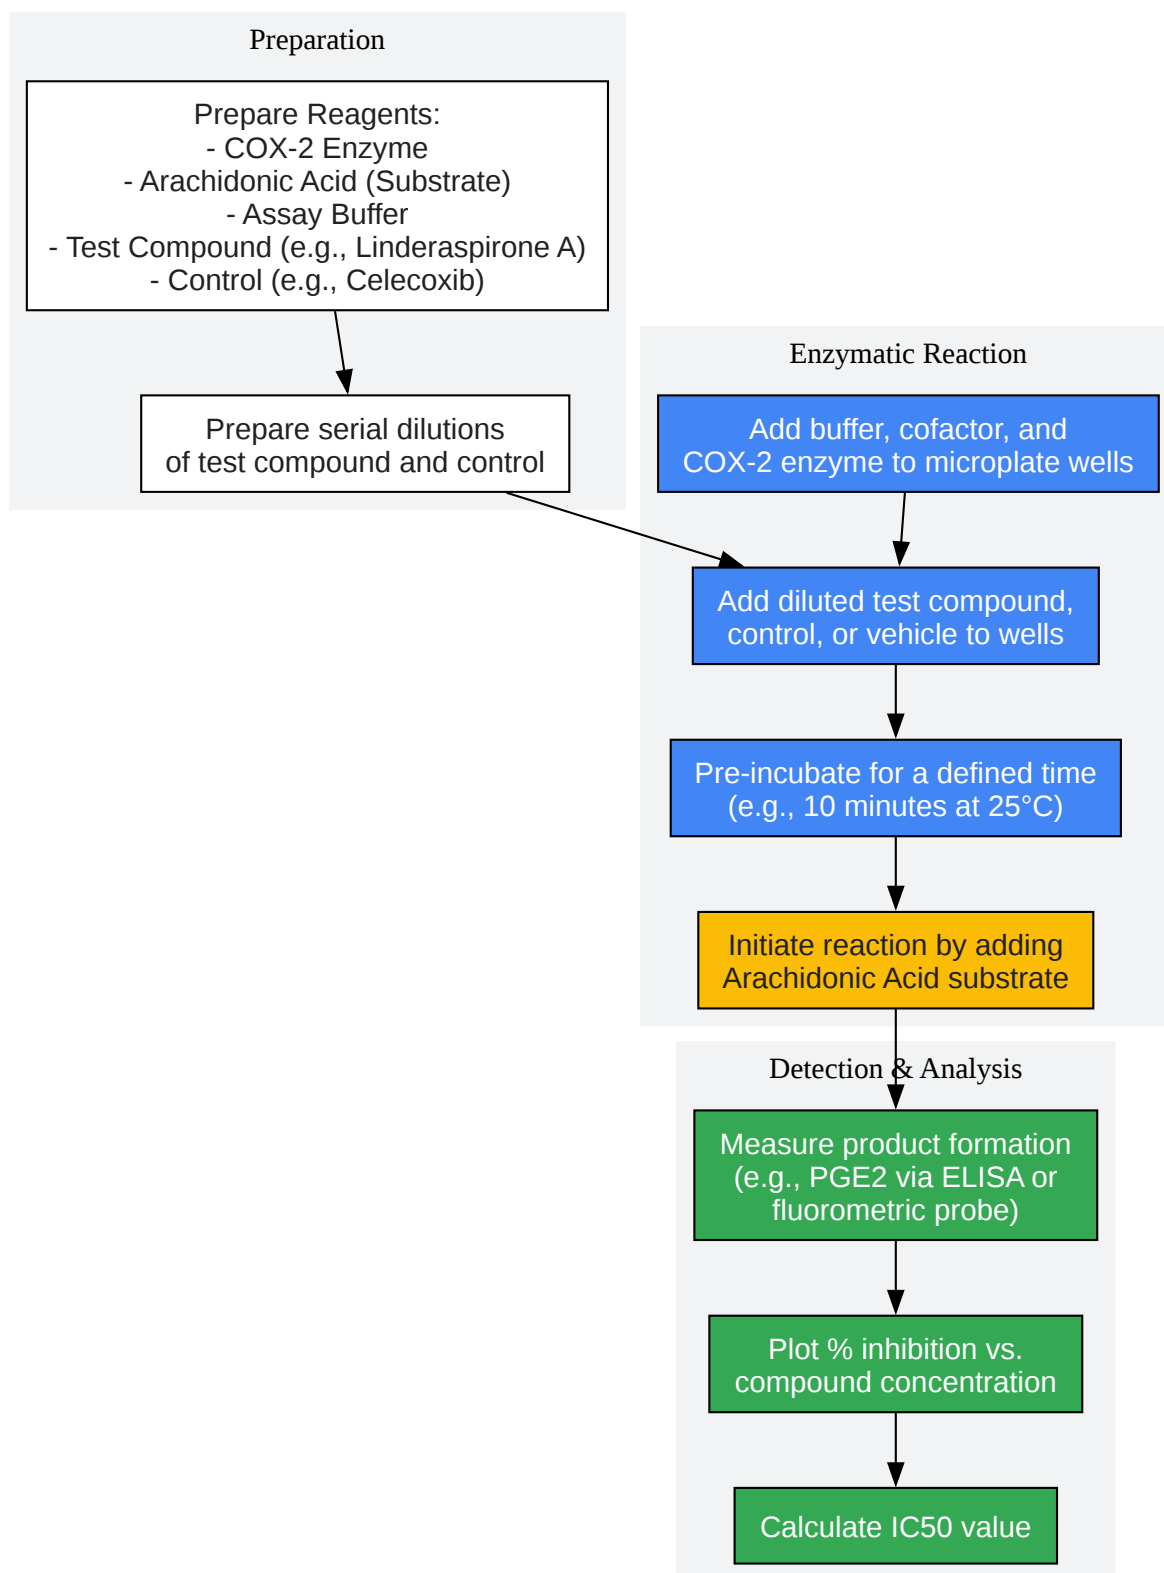 Preparation
Prepare Reagents:
- COX-2 Enzyme
- Arachidonic Acid (Substrate)
- Assay Buffer
- Test Compound (e.g., Linderaspirone A)
- Control (e.g., Celecoxib)
Prepare serial dilutions
of test compound and control
Enzymatic Reaction
Add buffer, cofactor, and
COX-2 enzyme to microplate wells
Add diluted test compound,
control, or vehicle to wells
Pre-incubate for a defined time
(e.g., 10 minutes at 25°C)
Initiate reaction by adding
Arachidonic Acid substrate
Detection & Analysis
Measure product formation
(e.g., PGE2 via ELISA or
fluorometric probe)
Plot % inhibition vs.
compound concentration
Calculate IC50 value